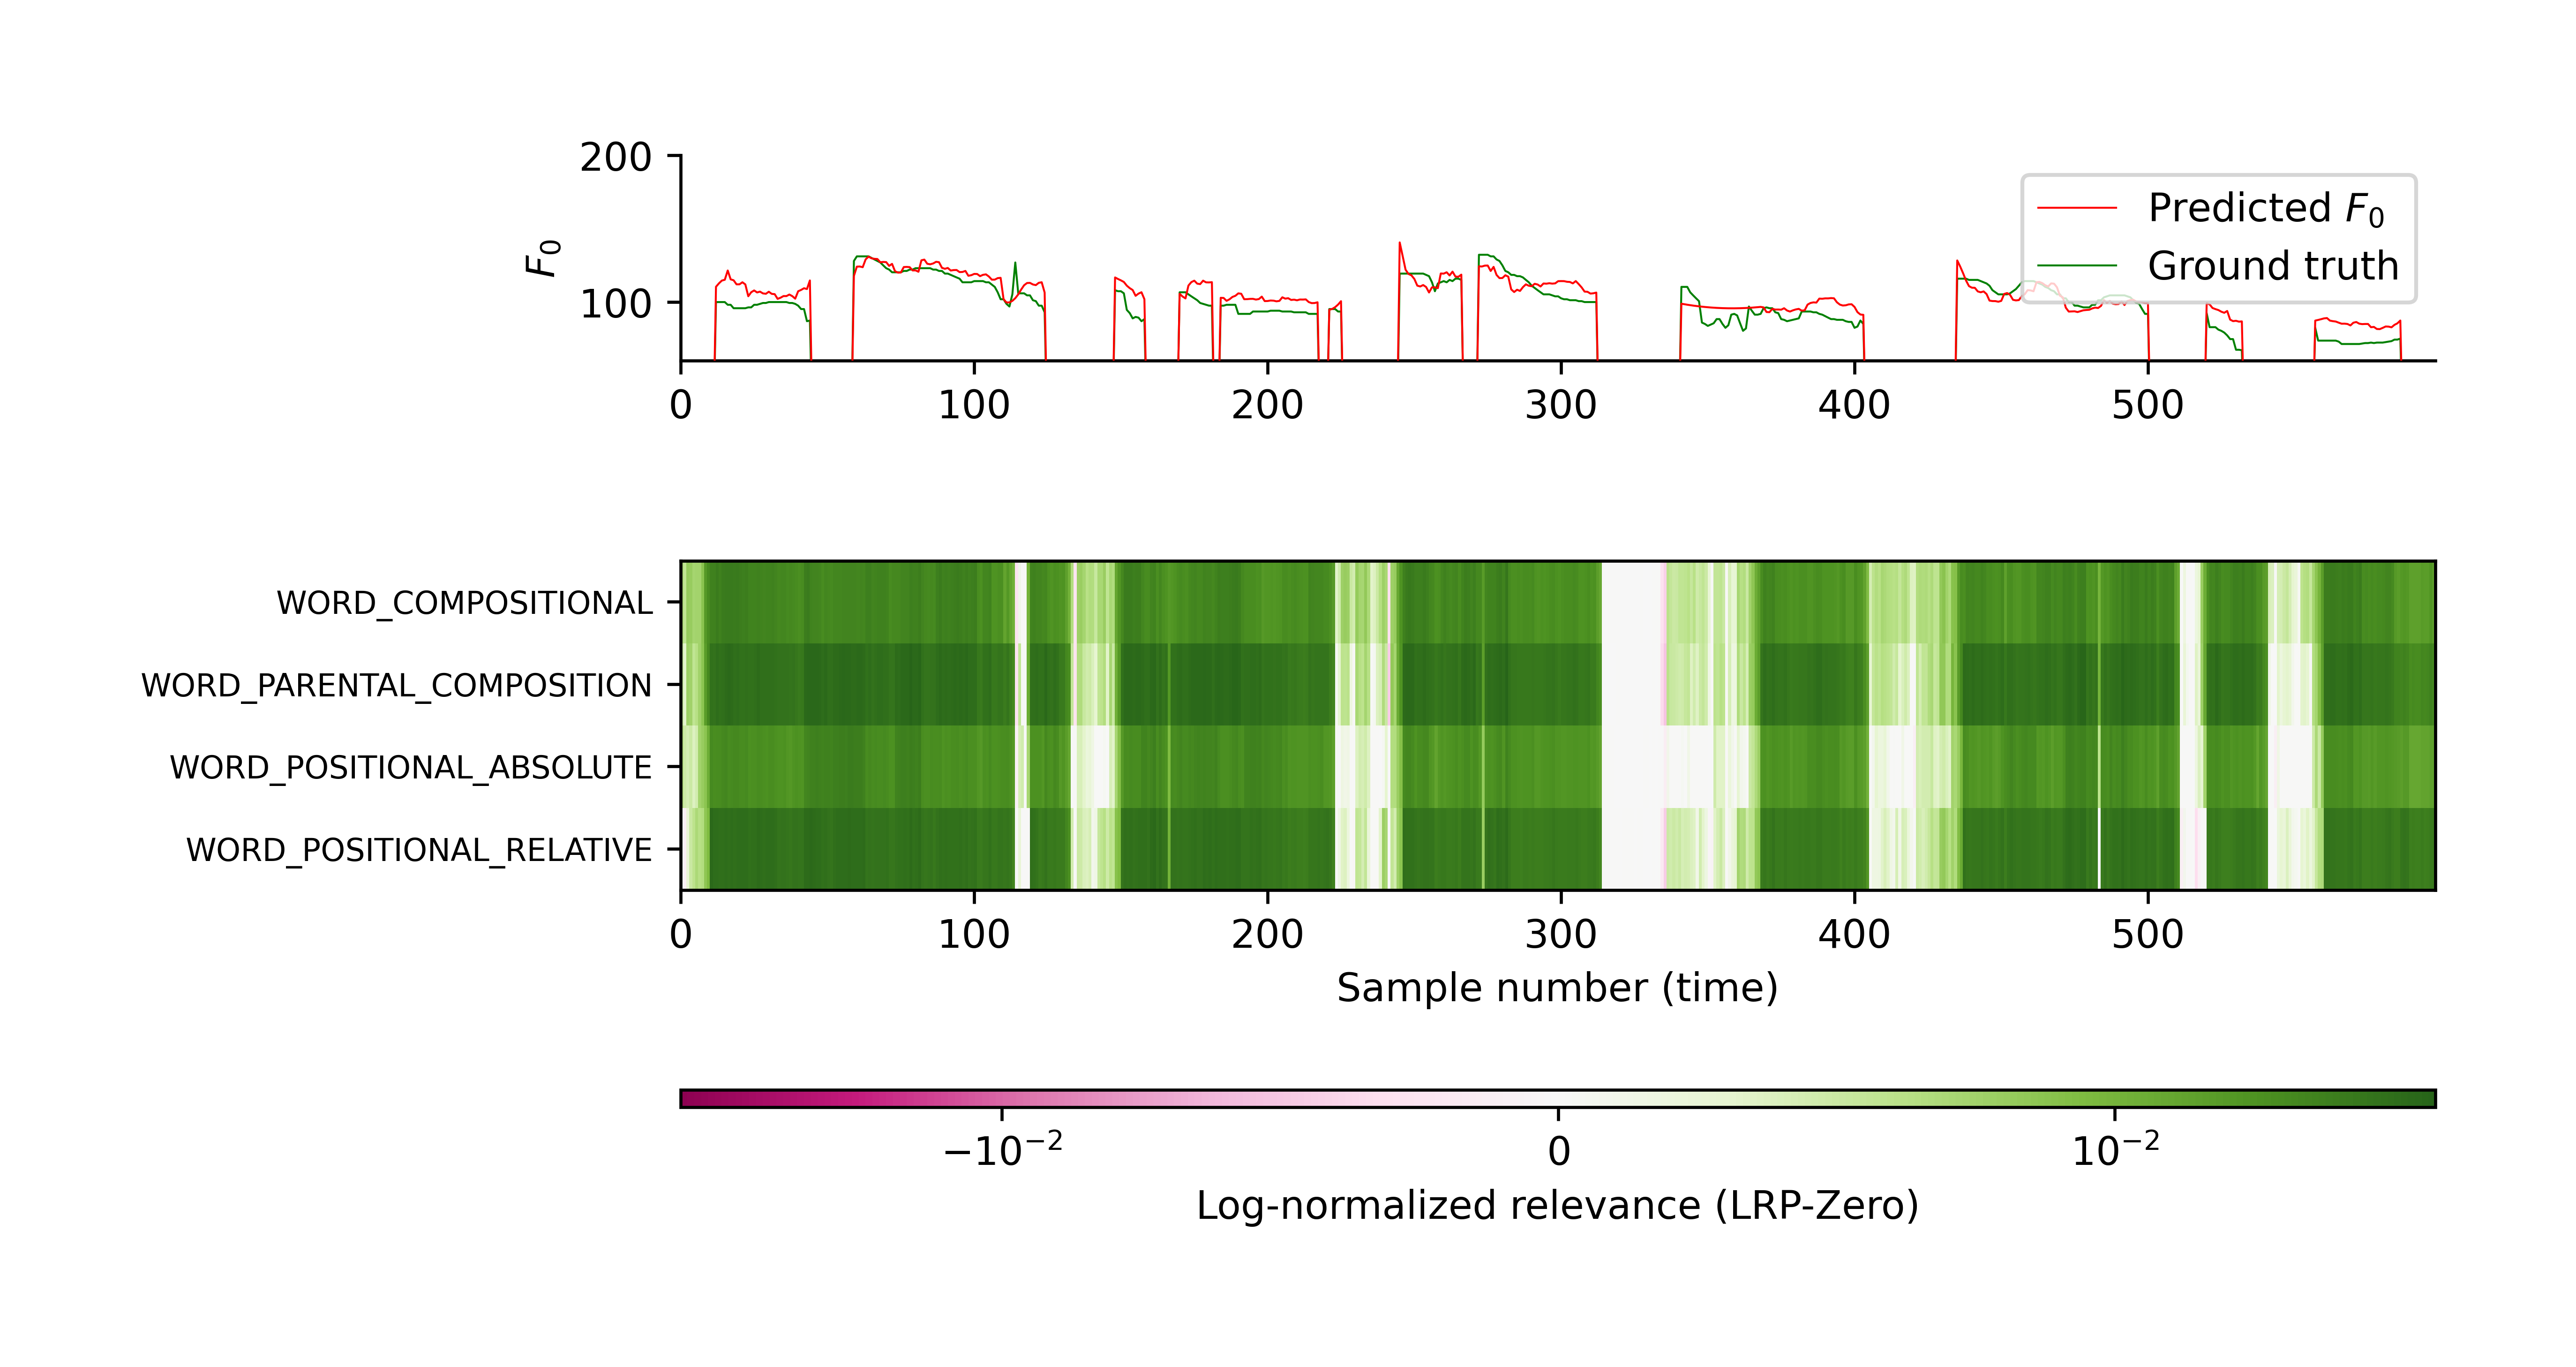 200
100
F₀
Predicted F₀
Ground truth
0 100 200 300 400 500
WORD_COMPOSITIONAL
WORD_PARENTAL_COMPOSITION
WORD_POSITIONAL_ABSOLUTE
WORD_POSITIONAL_RELATIVE
0 100 200 300 400 500
Sample number (time)
−10⁻² 0 10⁻²
Log-normalized relevance (LRP-Zero)